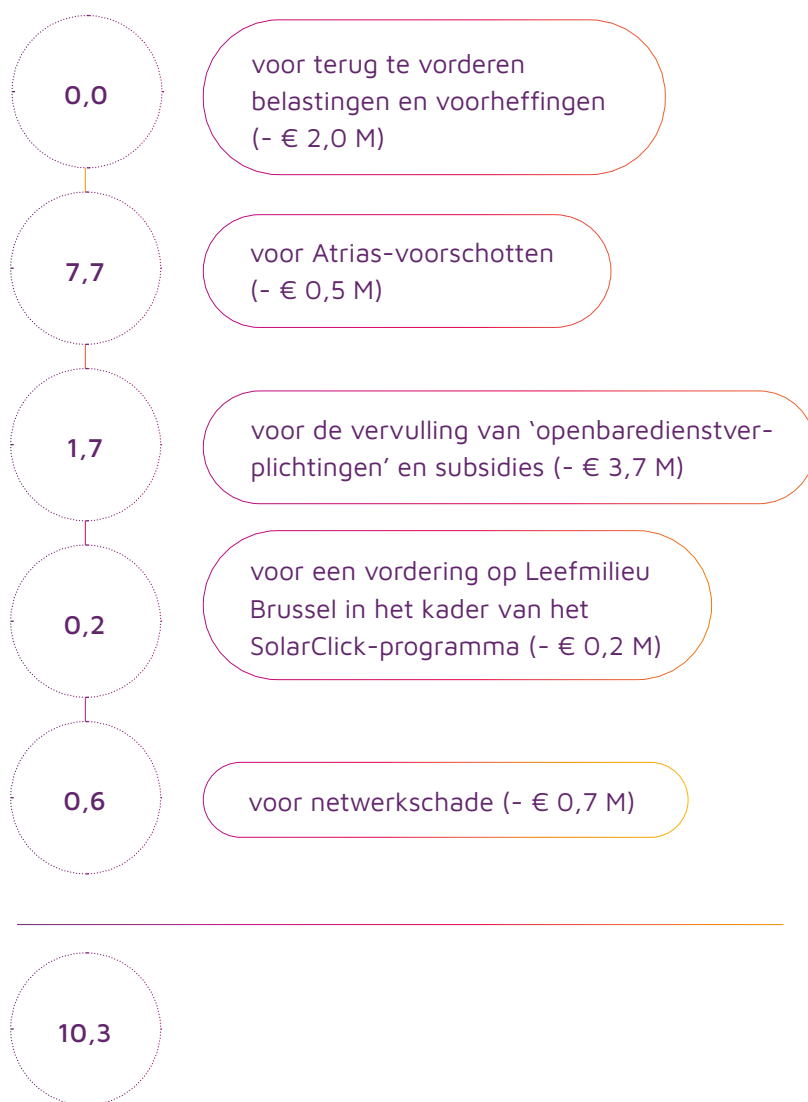 0,0
voor terug te vorderen
belastingen en voorheffingen
(- € 2,0 M)
7,7
voor Atrias-voorschotten
(- € 0,5 M)
1,7
voor de vervulling van ‘openbaredienstver-
plichtingen’ en subsidies (- € 3,7 M)
0,2
voor een vordering op Leefmilieu
Brussel in het kader van het
SolarClick-programma (- € 0,2 M)
0,6
voor netwerkschade (- € 0,7 M)
10,3